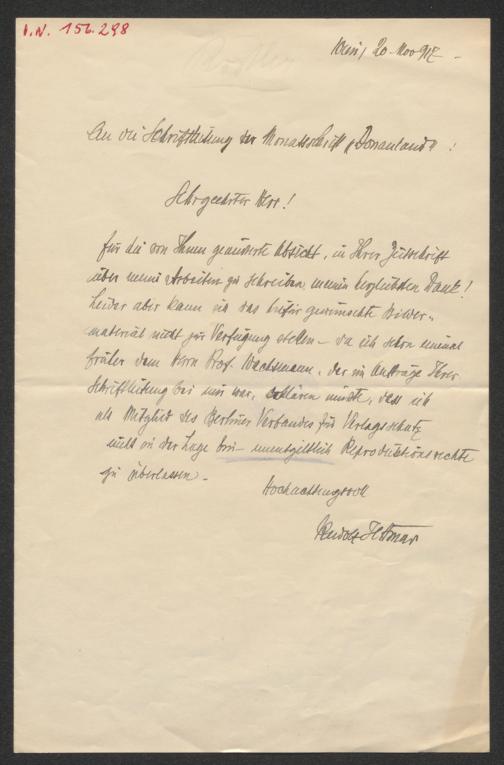 I.N. 156.298
Wien, 20. Nov 917.
An die Schriftleitung der Monatsschrift „Donauland“ !
Sehrgeehrter Herr!
für die von Ihnen geäusserte Absicht, in Ihrer Zeitschrift
über meine Arbeiten zu schreiben, meinen verbindlichsten Dank!
Leider aber kann ich das hiefür gewünschte Bilder-
material nicht zur Verfügung stellen – da ich schon einmal
früher dem Herrn Prof. Wachsmann, der im Auftrage Ihrer
Schriftleitung bei mir war, erklären musste, dass ich
als Mitglied des Berliner Verbandes für Verlagsschutz
nicht in der Lage bin – unentgeltlich Reproduktionsrechte
zu überlassen –
Hochachtungsvoll
Rudolf Jettmar